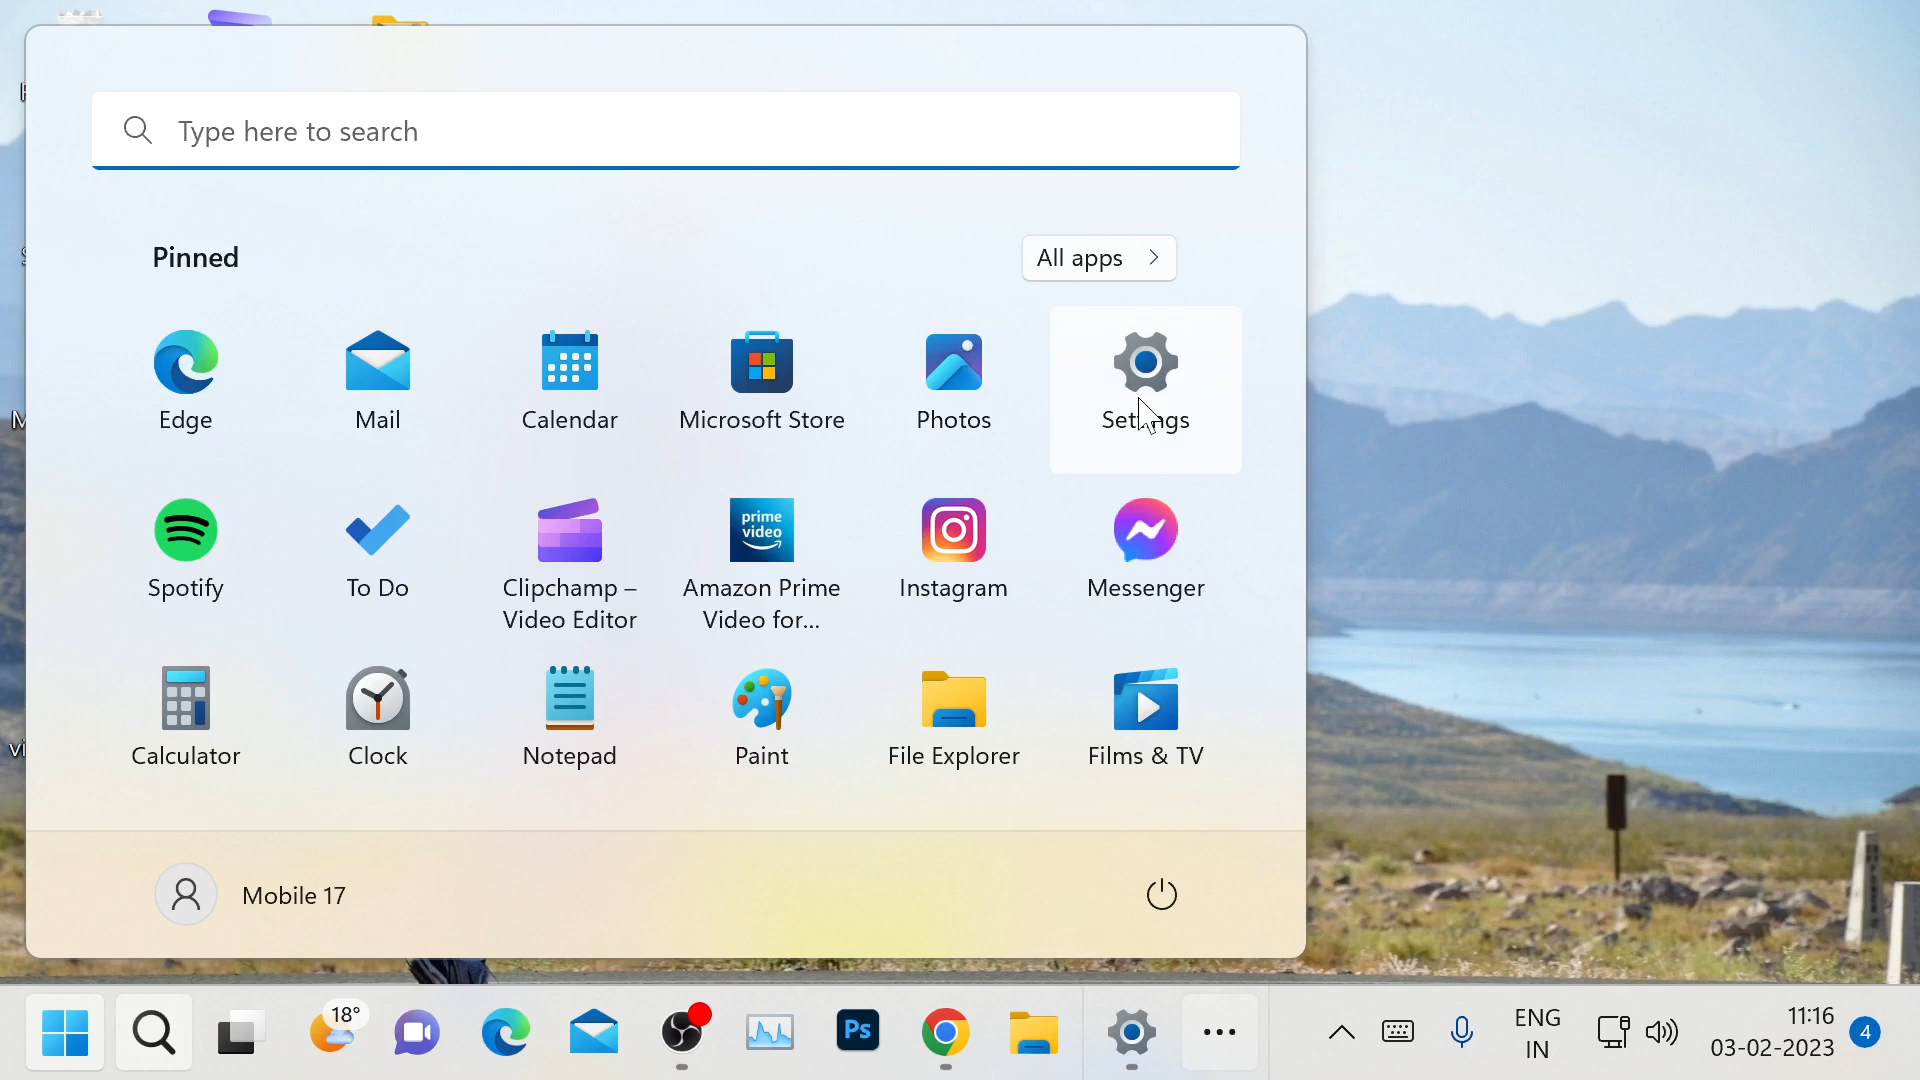 Type here to search
Pinned
All apps
Edge
Mail
Calendar
Microsoft Store
Photos
Settings
Spotify
To Do
Clipchamp –
Video Editor
prime
video
Amazon Prime
Video for...
Instagram
Messenger
Calculator
Clock
Notepad
Paint
File Explorer
Films & TV
Mobile 17
18°
Ps
ENG
IN
11:16
03-02-2023
4